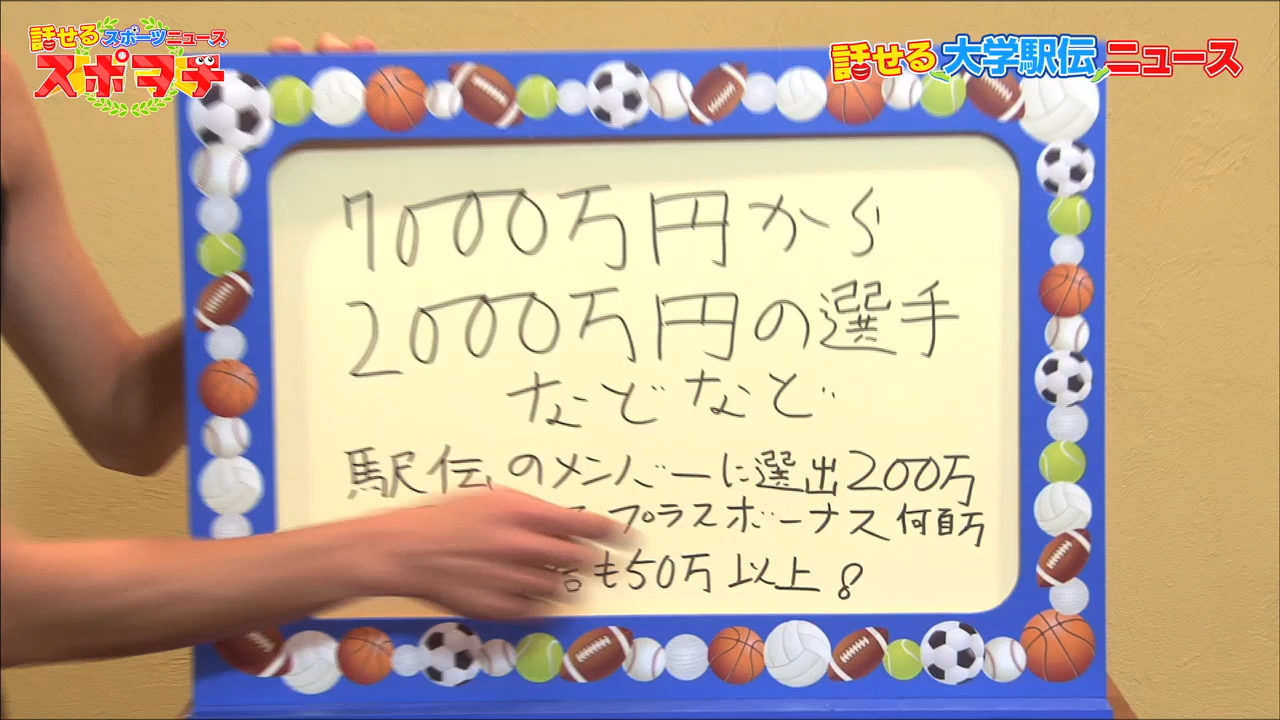 話せるスポーツニュース
スポヲチ
話せる大学駅伝ニュース
7000万円から
2000万円の選手
などなど
駅伝のメンバーに選出200万
プラスボーナス何百万
も50万以上